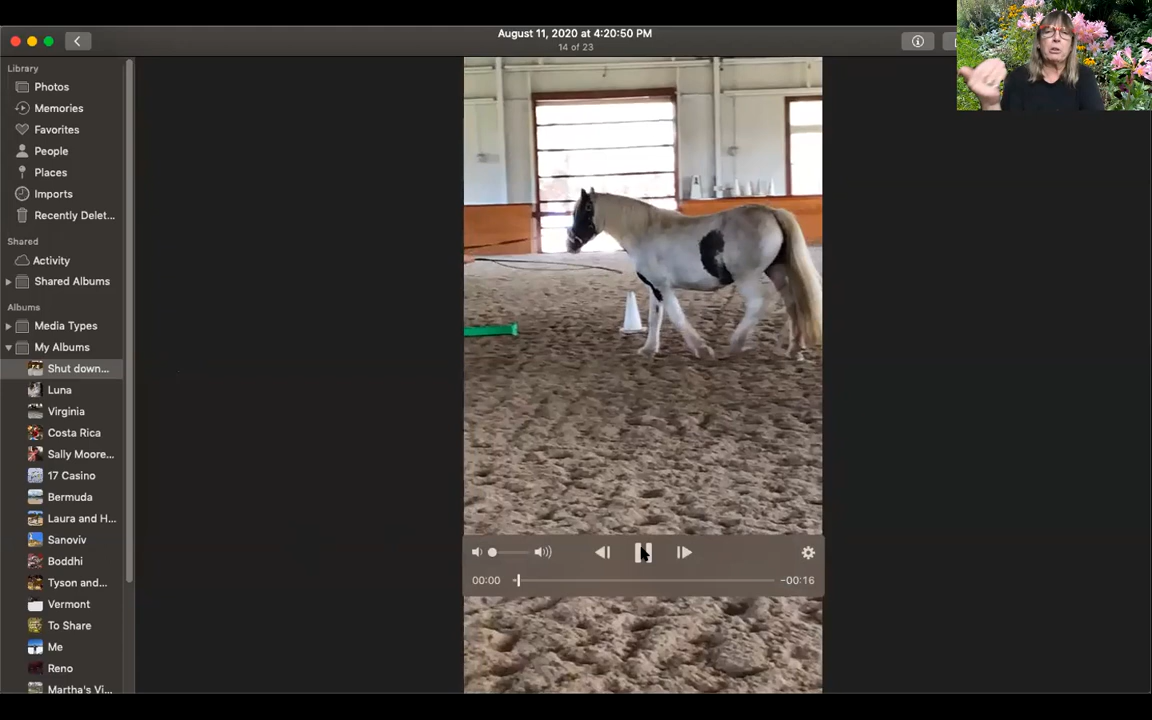 August 11, 2020 at 4:20:50 PM
14 of 23
Library
Photos
Memories
Favorites
People
Places
Imports
Recently Delet...
Shared
Activity
Shared Albums
Albums
Media Types
My Albums
Shut down...
Luna
Virginia
Costa Rica
Sally Moore...
17 Casino
Bermuda
Laura and H...
Sanoviv
Boddhi
Tyson and...
Vermont
To Share
Me
Reno
Martha's Vi...
00:00
-00:16